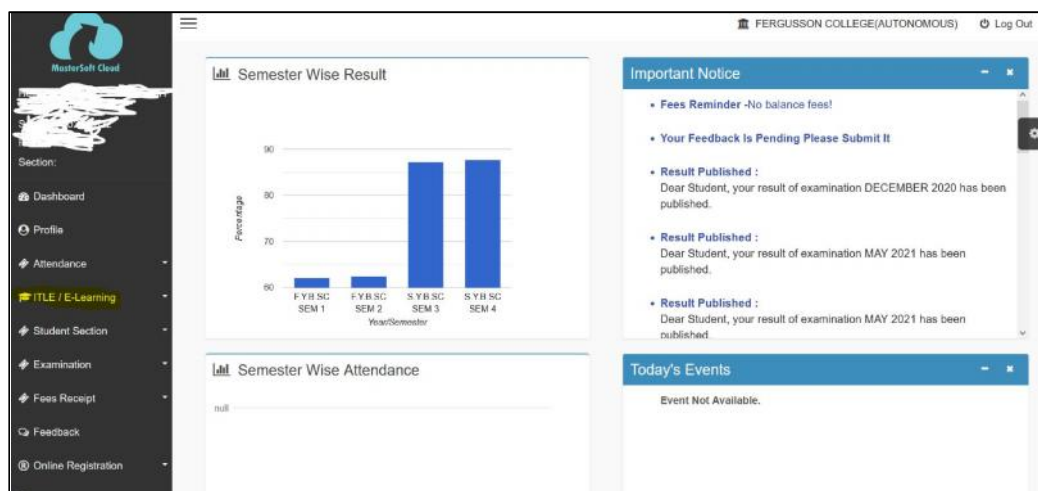 MasterSoft Cloud
Section:
Dashboard
Profile
Attendance
ITLE / E-Learning
Student Section
Examination
Fees Receipt
Feedback
Online Registration
FERGUSSON COLLEGE(AUTONOMOUS) Log Out
Semester Wise Result
90
80
70
60
Percentage
F.Y.B.SC F.Y.B.SC S.Y.B.SC S.Y.B.SC
SEM 1 SEM 2 SEM 3 SEM 4
Year/Semester
Semester Wise Attendance
null
Important Notice
Fees Reminder -No balance fees!
Your Feedback Is Pending Please Submit It
Result Published :
Dear Student, your result of examination DECEMBER 2020 has been
published.
Result Published :
Dear Student, your result of examination MAY 2021 has been
published.
Result Published :
Dear Student, your result of examination MAY 2021 has been
published.
Today's Events
Event Not Available.